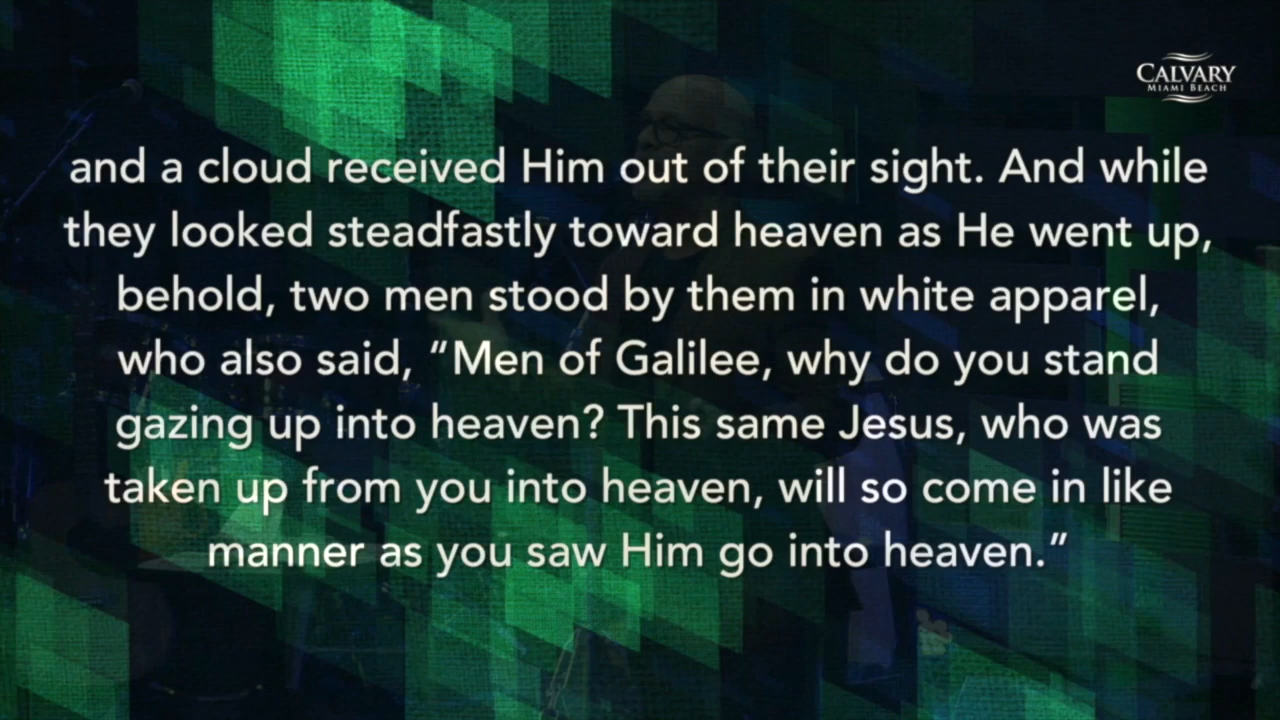 CALVARY
MIAMI BEACH
and a cloud received Him out of their sight. And while
they looked steadfastly toward heaven as He went up,
behold, two men stood by them in white apparel,
who also said, “Men of Galilee, why do you stand
gazing up into heaven? This same Jesus, who was
taken up from you into heaven, will so come in like
manner as you saw Him go into heaven.”